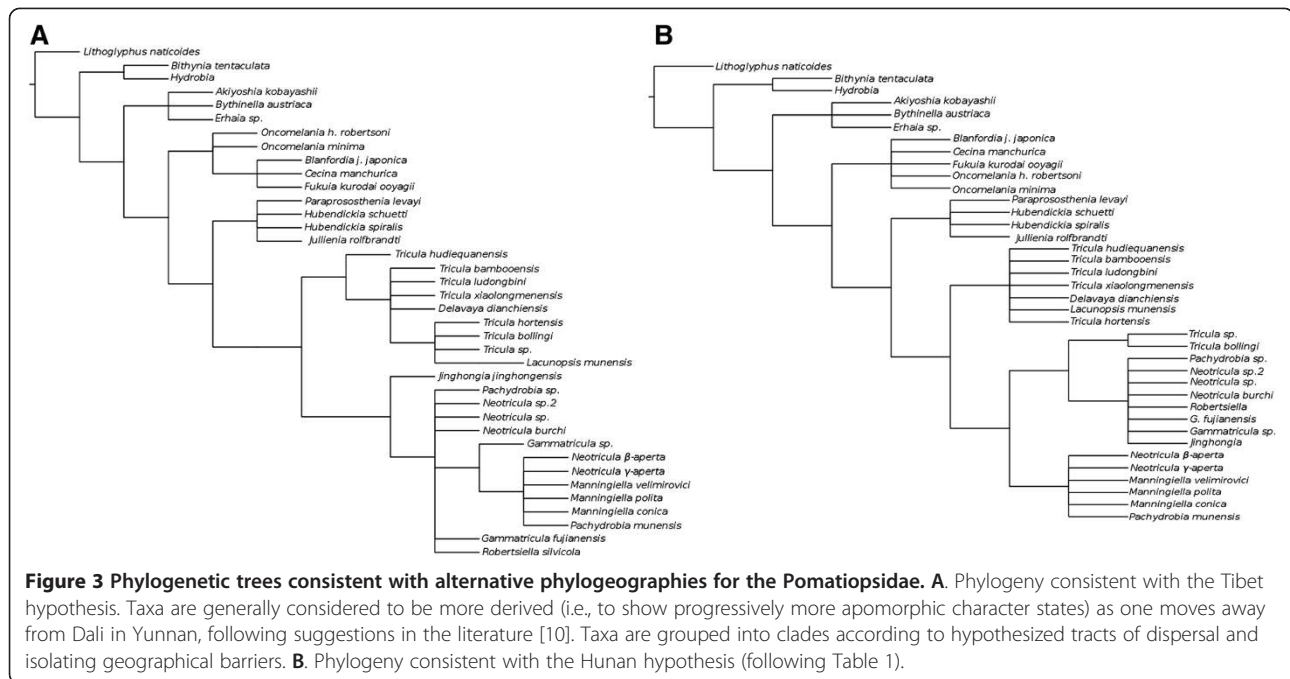 A
Lithoglyphus naticoides
Bithynia tentaculata
Hydrobia
Akiyoshia kobayashii
Bythinella austriaca
Erhaia sp.
Oncomelania h. robertsoni
Oncomelania minima
Blanfordia j. japonica
Cecina manchurica
Fukuia kurodai ooyagii
Paraprososthenia levayi
Hubendickia schuetti
Hubendickia spiralis
Jullienia rolfbrandti
Tricula hudiequanensis
Tricula bambooensis
Tricula ludongbini
Tricula xiaolongmenensis
Delavaya dianchiensis
Tricula hortensis
Tricula bollingi
Tricula sp.
Lacunopsis munensis
Jinghongia jinghongensis
Pachydrobia sp.
Neotricula sp.2
Neotricula sp.
Neotricula burchi
Gammatricula sp.
Neotricula β-aperta
Neotricula γ-aperta
Manningiella velimirovici
Manningiella polita
Manningiella conica
Pachydrobia munensis
Gammatricula fujianensis
Robertsiella silvicola
B
Lithoglyphus naticoides
Bithynia tentaculata
Hydrobia
Akiyoshia kobayashii
Bythinella austriaca
Erhaia sp.
Blanfordia j. japonica
Cecina manchurica
Fukuia kurodai ooyagii
Oncomelania h. robertsoni
Oncomelania minima
Paraprososthenia levayi
Hubendickia schuetti
Hubendickia spiralis
Jullienia rolfbrandti
Tricula hudiequanensis
Tricula bambooensis
Tricula ludongbini
Tricula xiaolongmenensis
Delavaya dianchiensis
Lacunopsis munensis
Tricula hortensis
Tricula sp.
Tricula bollingi
Pachydrobia sp.
Neotricula sp.2
Neotricula sp.
Neotricula burchi
Robertsiella
G. fujianensis
Gammatricula sp.
Jinghongia
Neotricula β-aperta
Neotricula γ-aperta
Manningiella velimirovici
Manningiella polita
Manningiella conica
Pachydrobia munensis
Figure 3 Phylogenetic trees consistent with alternative phylogeographies for the Pomatiopsidae. A. Phylogeny consistent with the Tibet
hypothesis. Taxa are generally considered to be more derived (i.e., to show progressively more apomorphic character states) as one moves away
from Dali in Yunnan, following suggestions in the literature [10]. Taxa are grouped into clades according to hypothesized tracts of dispersal and
isolating geographical barriers. B. Phylogeny consistent with the Hunan hypothesis (following Table 1).